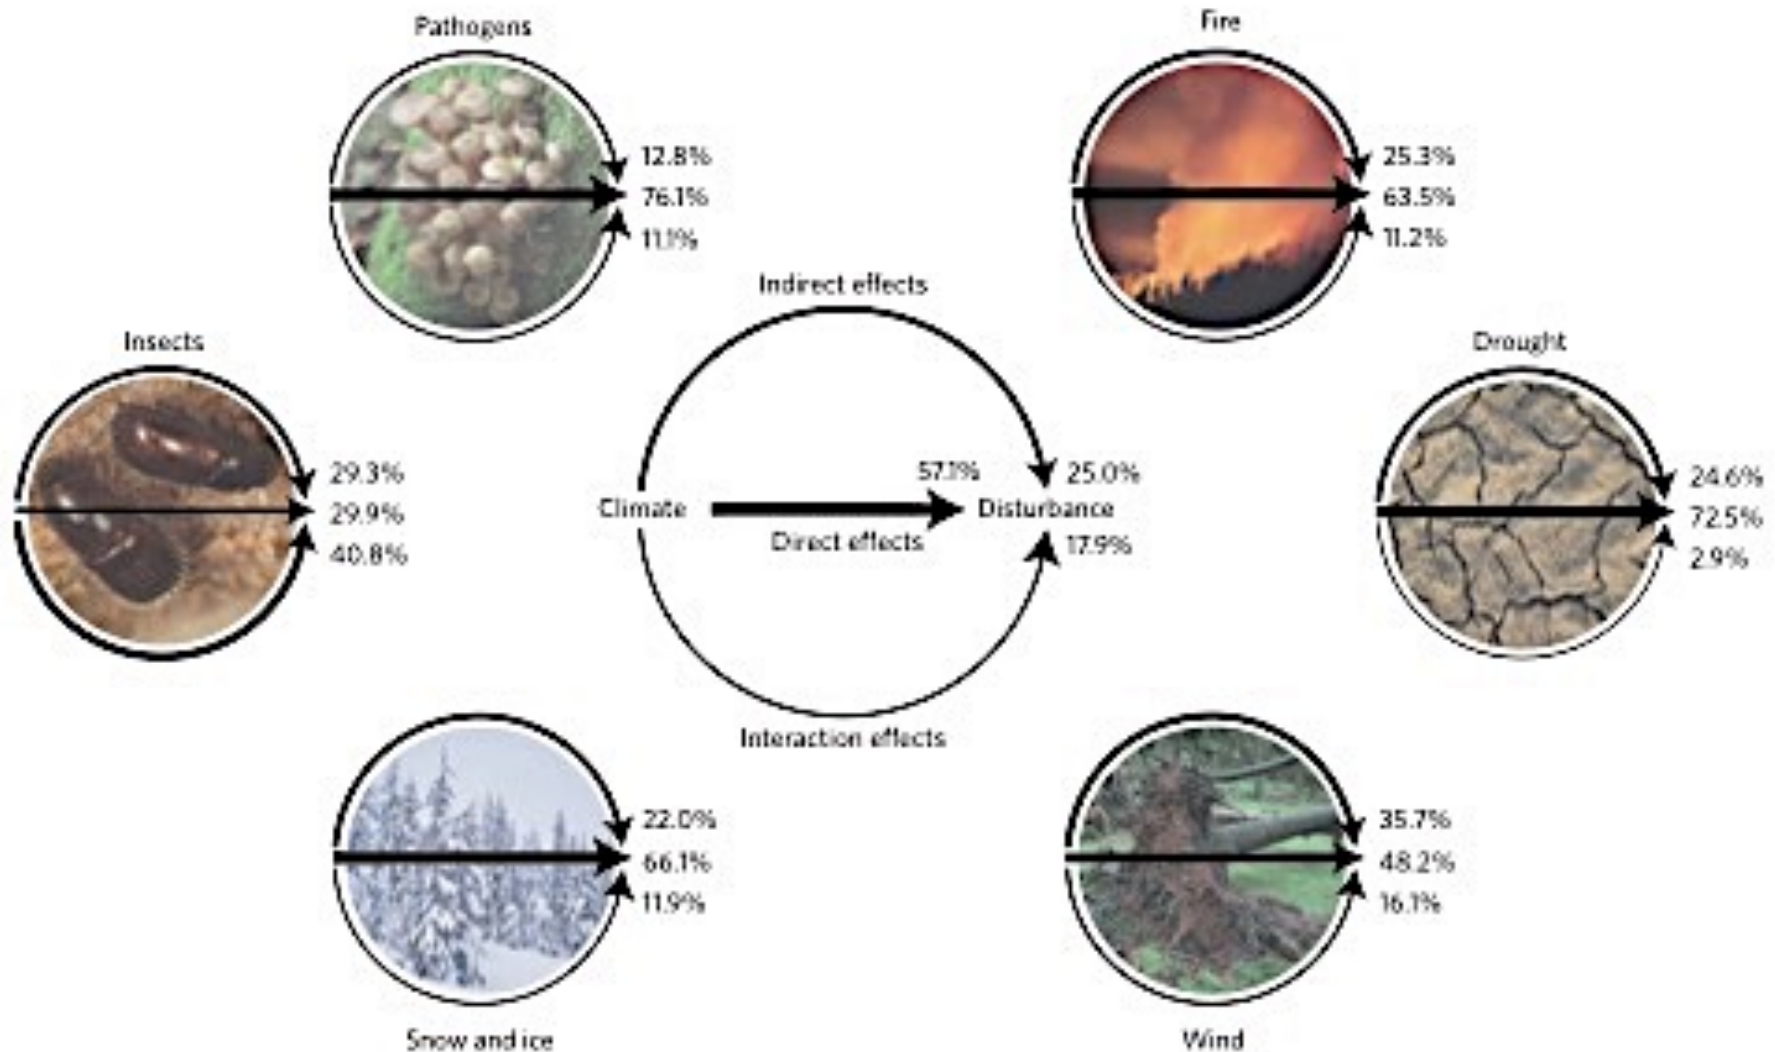 Pathogens
12.8%
76.1%
11.1%
Fire
25.3%
63.5%
11.2%
Insects
29.3%
29.9%
40.8%
Indirect effects
57.1%
25.0%
Climate
Disturbance
Direct effects
17.9%
Interaction effects
Drought
24.6%
72.5%
2.9%
22.0%
66.1%
11.9%
Snow and ice
35.7%
48.2%
16.1%
Wind